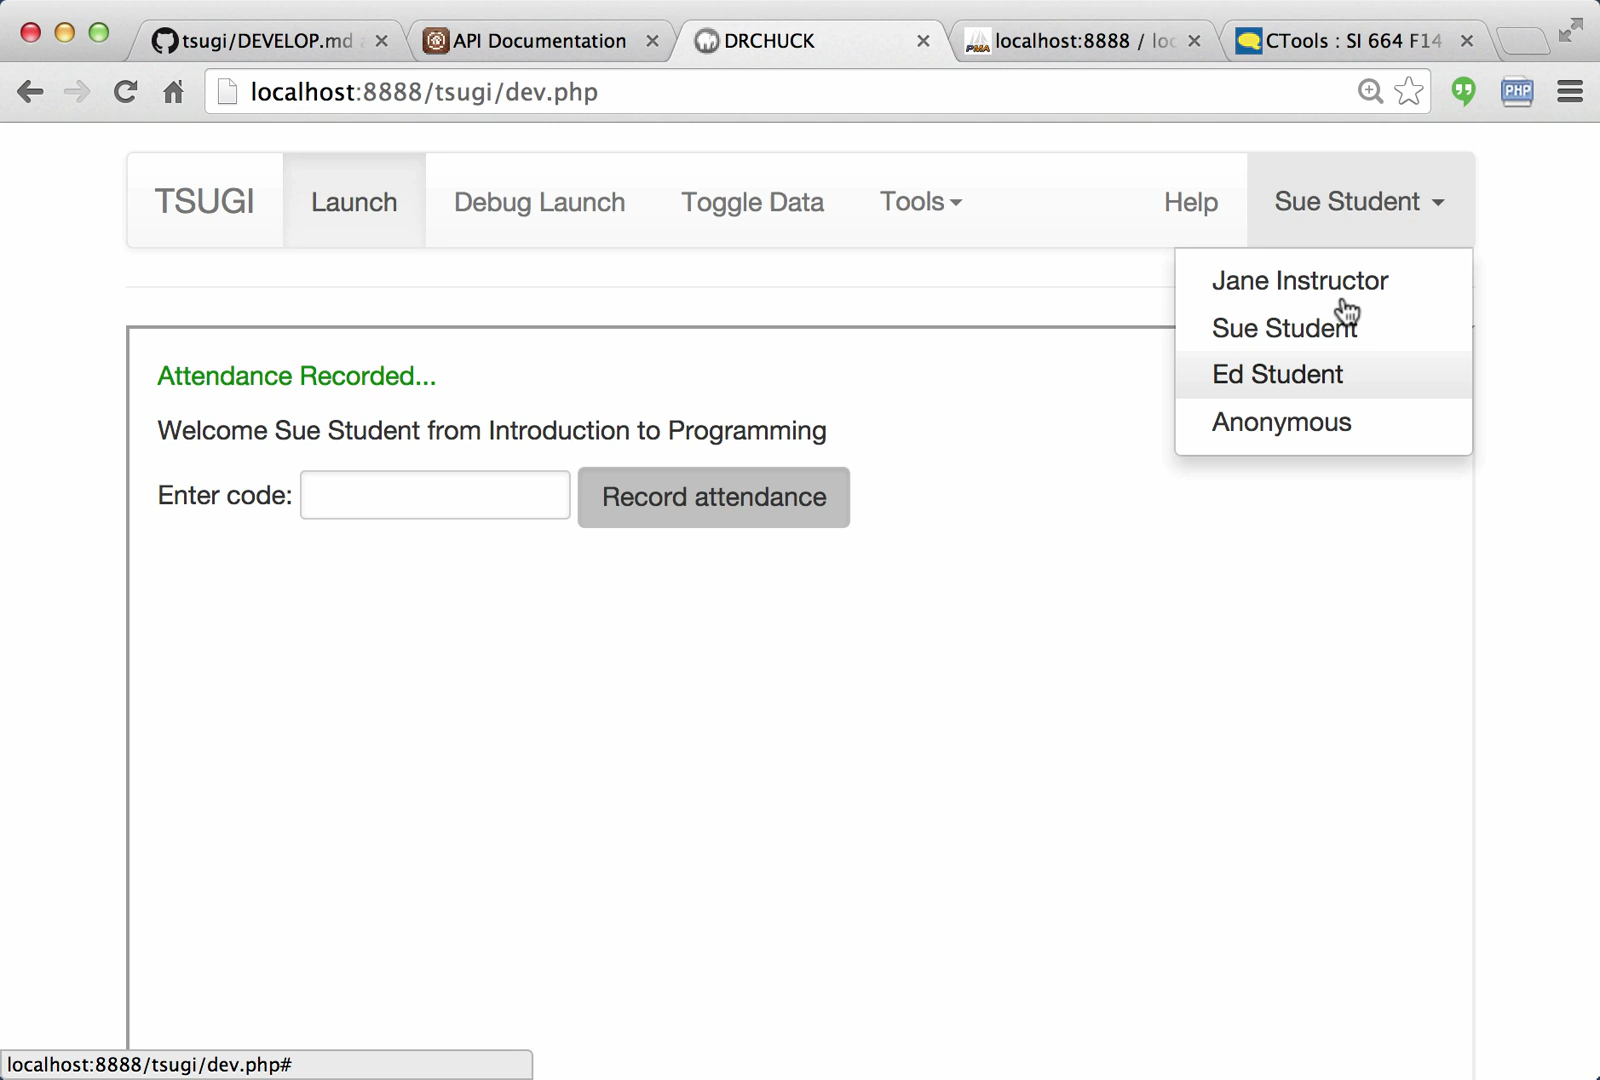 tsugi/DEVELOP.md
API Documentation
DRCHUCK
localhost:8888 / loc
CTools : SI 664 F14
localhost:8888/tsugi/dev.php
PHP
TSUGI
Launch
Debug Launch
Toggle Data
Tools
Help
Sue Student
Jane Instructor
Sue Student
Ed Student
Anonymous
Attendance Recorded...
Welcome Sue Student from Introduction to Programming
Enter code:
Record attendance
localhost:8888/tsugi/dev.php#